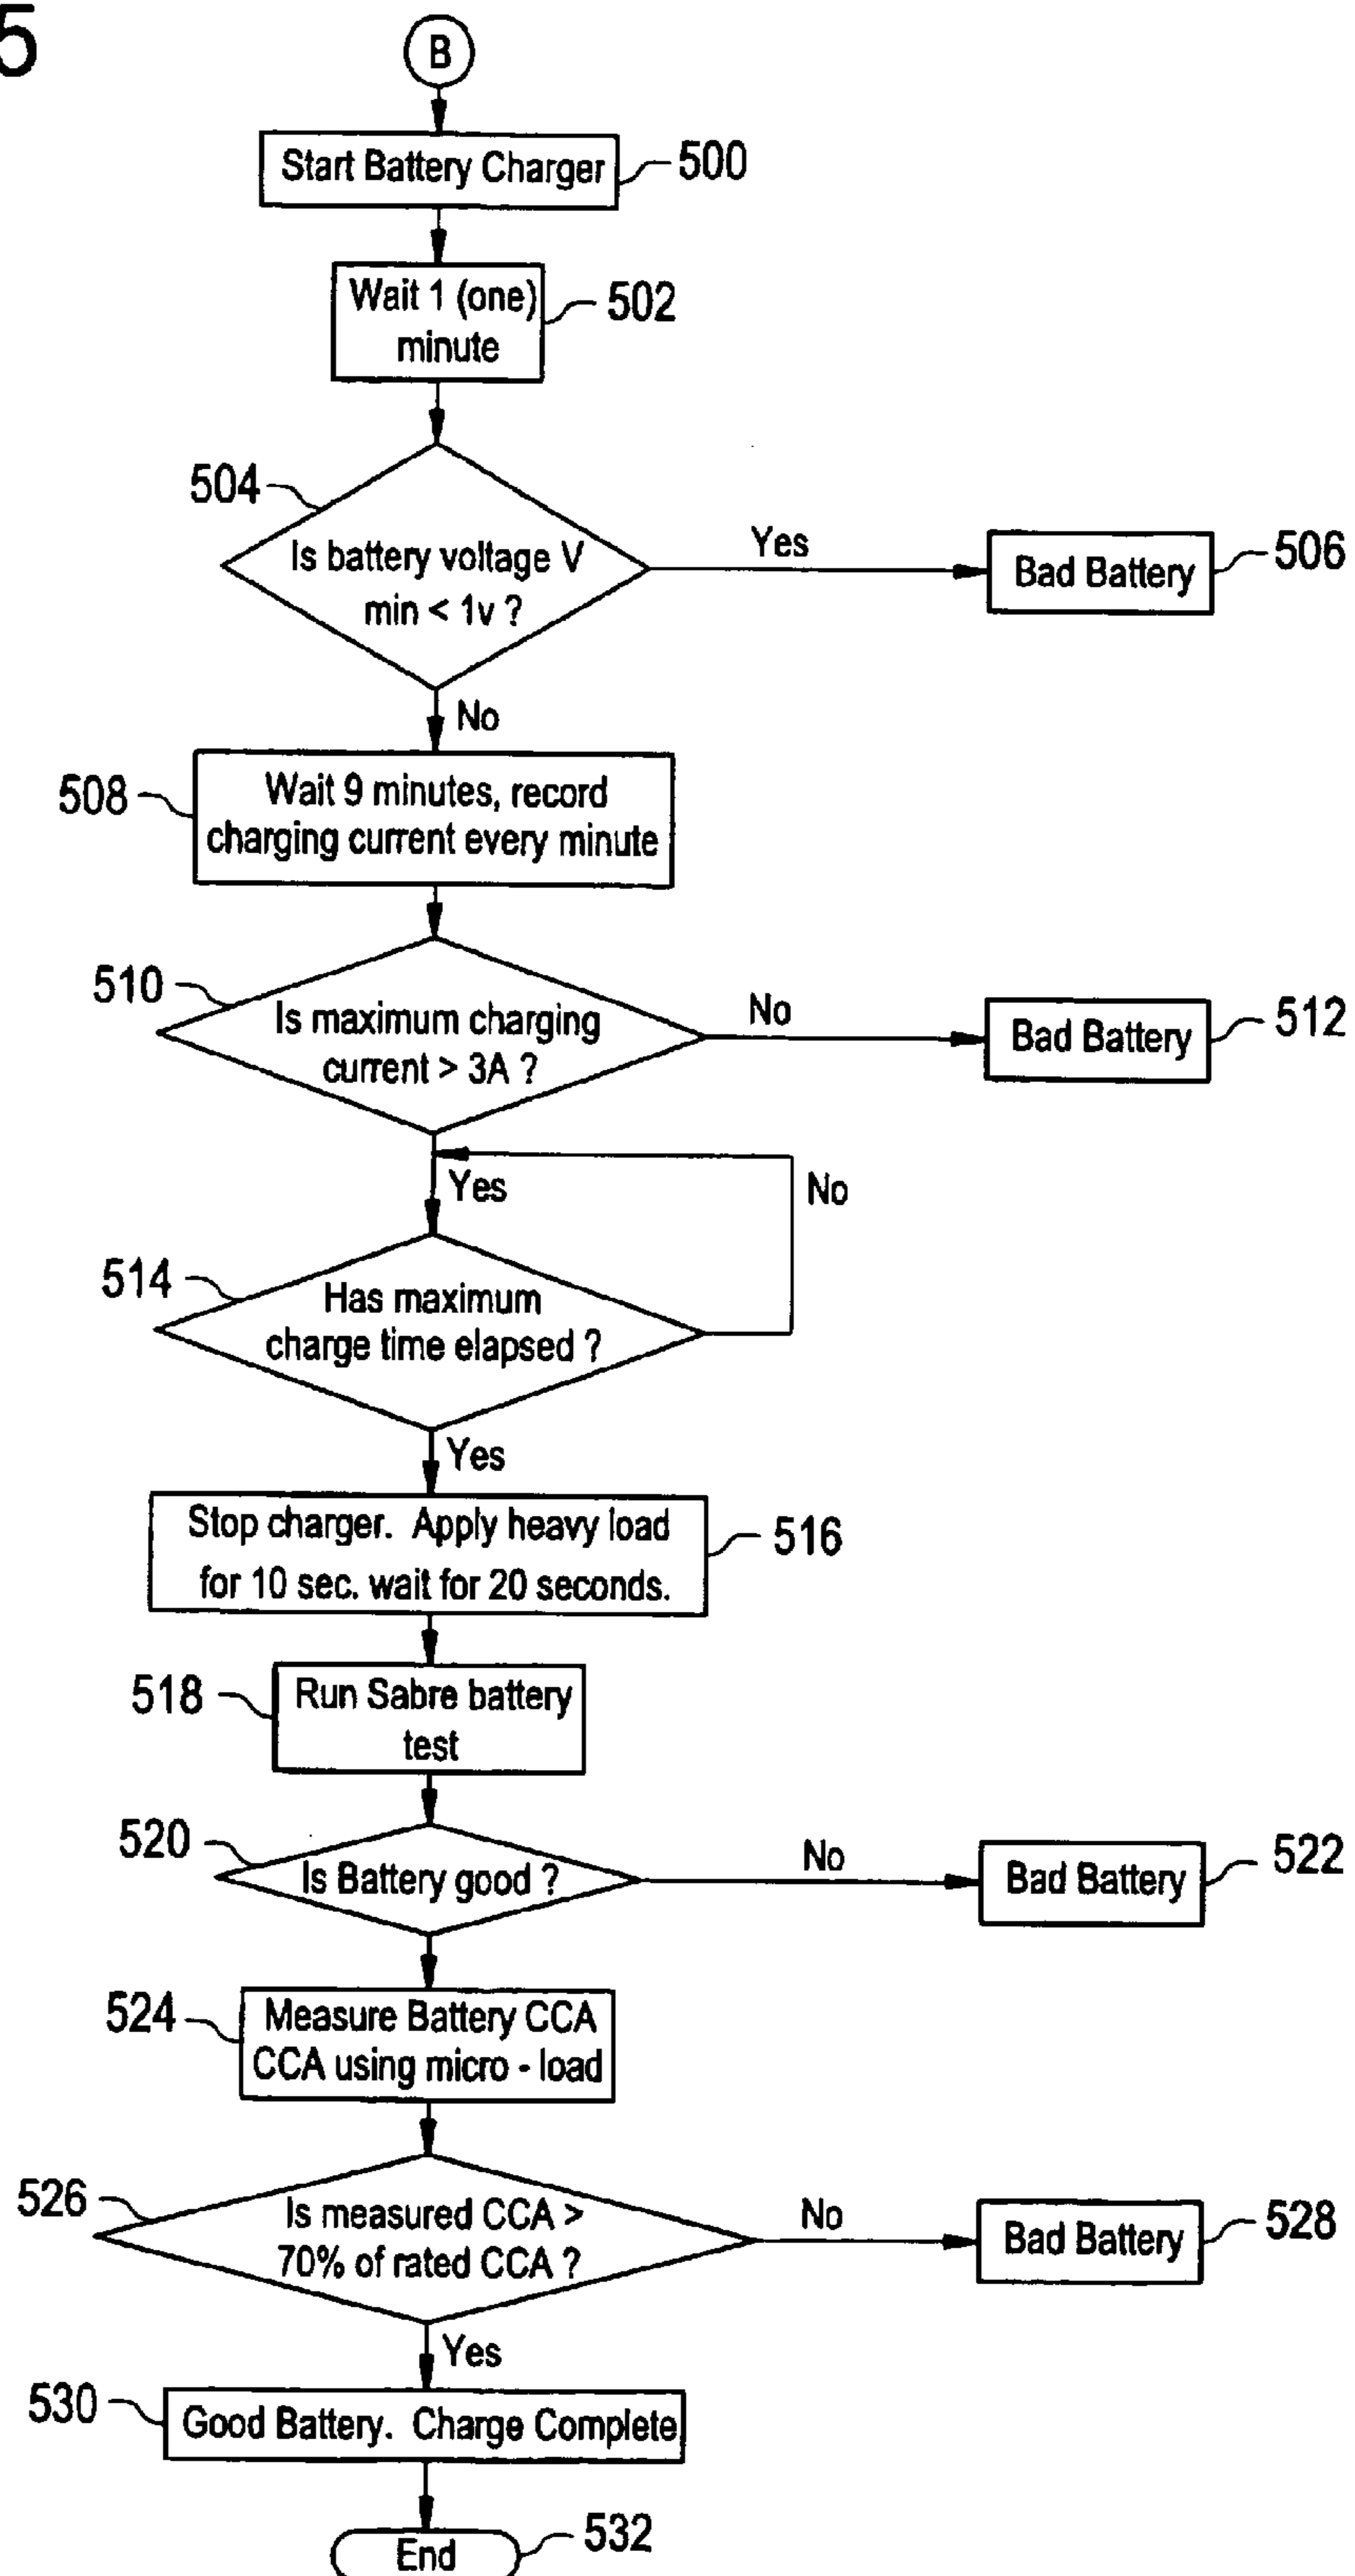 5
B
Start Battery Charger
500
Wait 1 (one)
minute
502
504
Is battery voltage V
min < 1v ?
Yes
Bad Battery
506
No
508
Wait 9 minutes, record
charging current every minute
510
Is maximum charging
current > 3A ?
No
Bad Battery
512
Yes
No
514
Has maximum
charge time elapsed ?
Yes
Stop charger. Apply heavy load
for 10 sec. wait for 20 seconds.
516
518
Run Sabre battery
test
520
Is Battery good ?
No
Bad Battery
522
524
Measure Battery CCA
CCA using micro - load
526
Is measured CCA >
70% of rated CCA ?
No
Bad Battery
528
Yes
530
Good Battery. Charge Complete
End
532